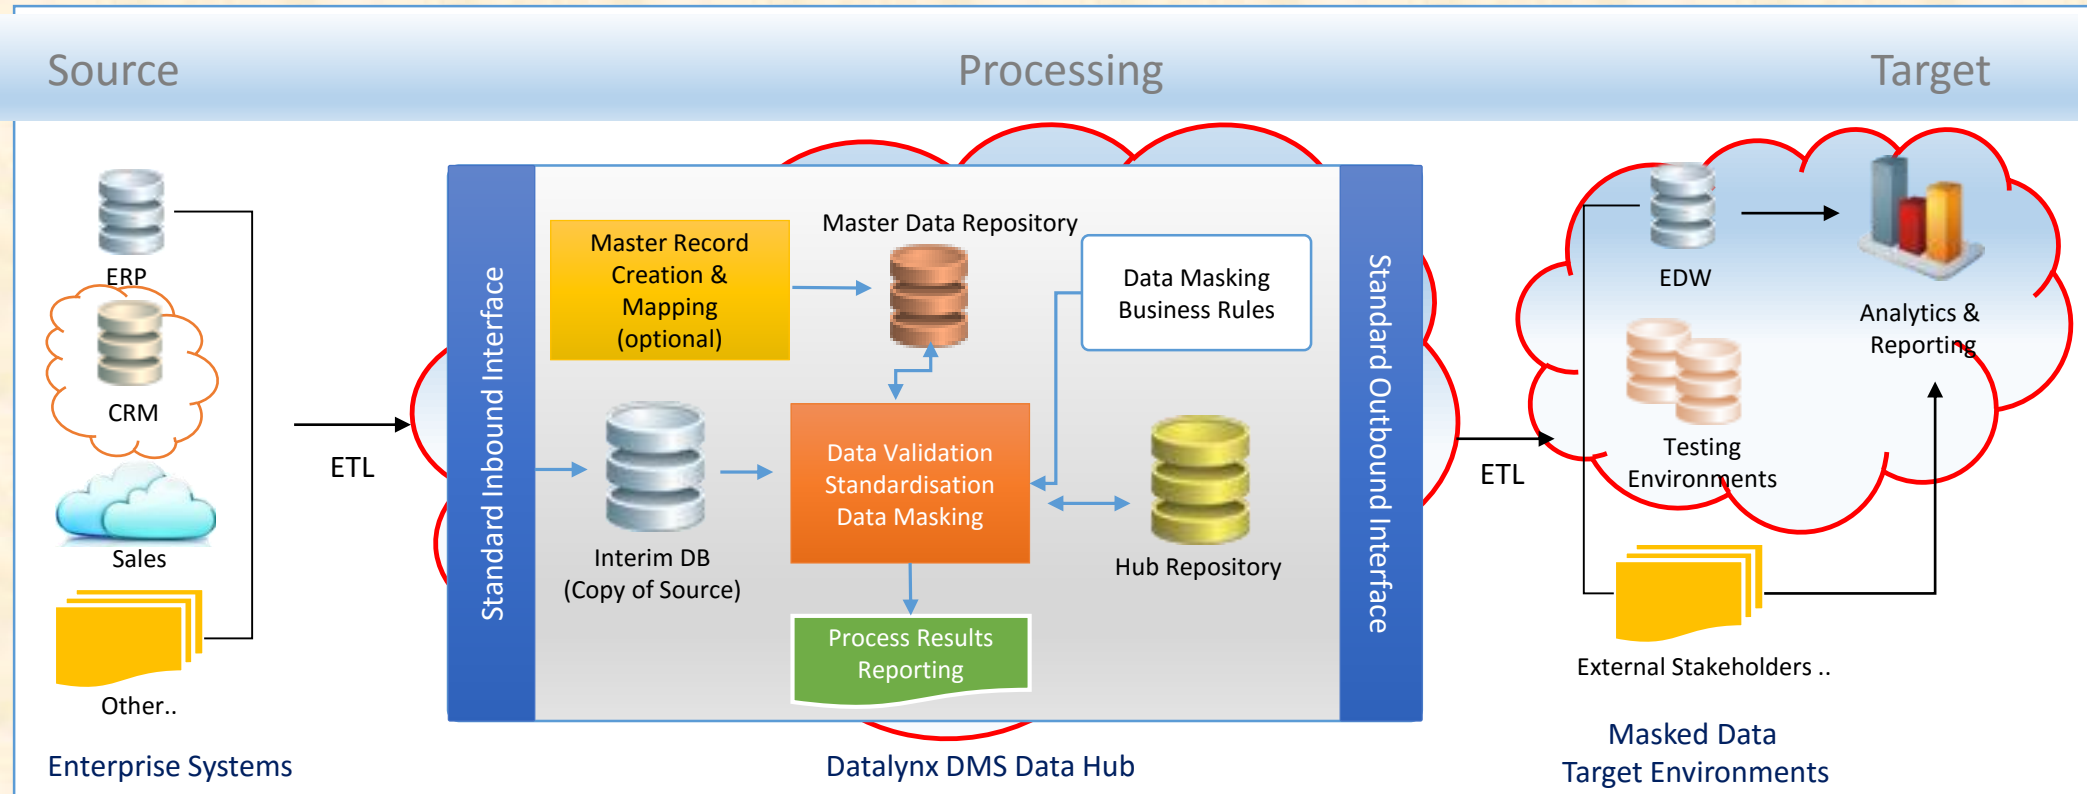 Source
Processing
Target
ERP
CRM
Sales
Other..
Enterprise Systems
ETL
Standard Inbound Interface
Master Record
Creation &
Mapping
(optional)
Master Data Repository
Data Masking
Business Rules
Interim DB
(Copy of Source)
Data Validation
Standardisation
Data Masking
Hub Repository
Process Results
Reporting
Standard Outbound Interface
Datalynx DMS Data Hub
ETL
EDW
Analytics &
Reporting
Testing
Environments
External Stakeholders ..
Masked Data
Target Environments